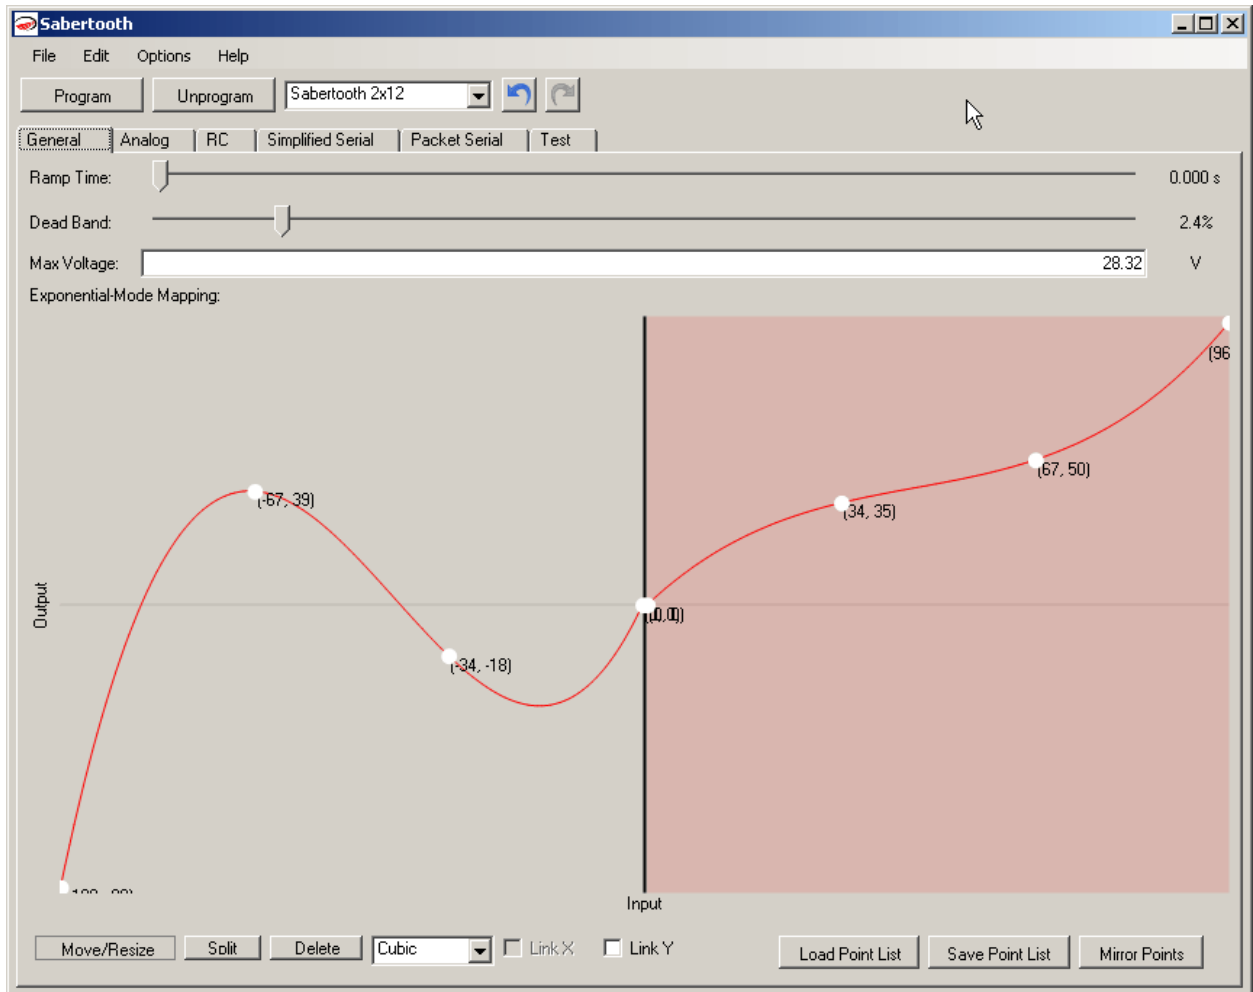 Sabertooth
File Edit Options Help
Program Unprogram Sabertooth 2x12
General Analog RC Simplified Serial Packet Serial Test
Ramp Time: 0.000 s
Dead Band: 2.4%
Max Voltage: 28.32 V
Exponential-Mode Mapping:
(96
(67, 50)
(-67, 39)
(34, 35)
Output
(-34, -18)
Input
Move/Resize Split Delete Cubic Link X Link Y Load Point List Save Point List Mirror Points